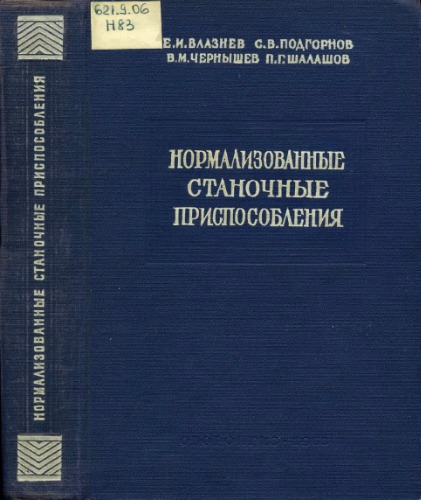 621.9.06
Н83
Е.И.ВЛАЗНЕВ С.В.ПОДГОРНОВ
В.М.ЧЕРНЫШЕВ П.Г.ШАЛАШОВ
НОРМАЛИЗОВАННЫЕ
СТАНОЧНЫЕ
ПРИСПОСОБЛЕНИЯ
НОРМАЛИЗОВАННЫЕ СТАНОЧНЫЕ ПРИСПОСОБЛЕНИЯ